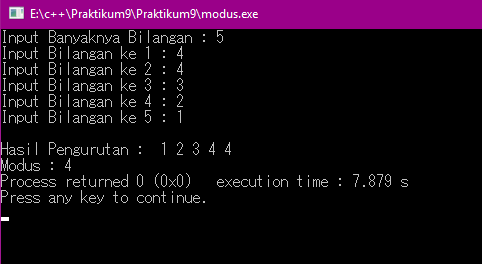 E:\c++\Praktikum9\Praktikum9\modus.exe
Input Banyaknya Bilangan : 5
Input Bilangan ke 1 : 4
Input Bilangan ke 2 : 4
Input Bilangan ke 3 : 3
Input Bilangan ke 4 : 2
Input Bilangan ke 5 : 1
Hasil Pengurutan :  1 2 3 4 4
Modus : 4
Process returned 0 (0x0)   execution time : 7.879 s
Press any key to continue.